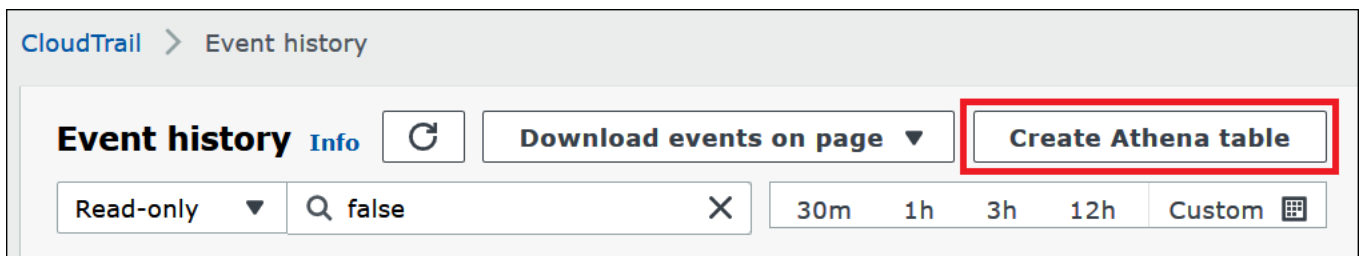 CloudTrail > Event history
Event history Info Download events on page ▼ Create Athena table
Read-only ▼ false 30m 1h 3h 12h Custom